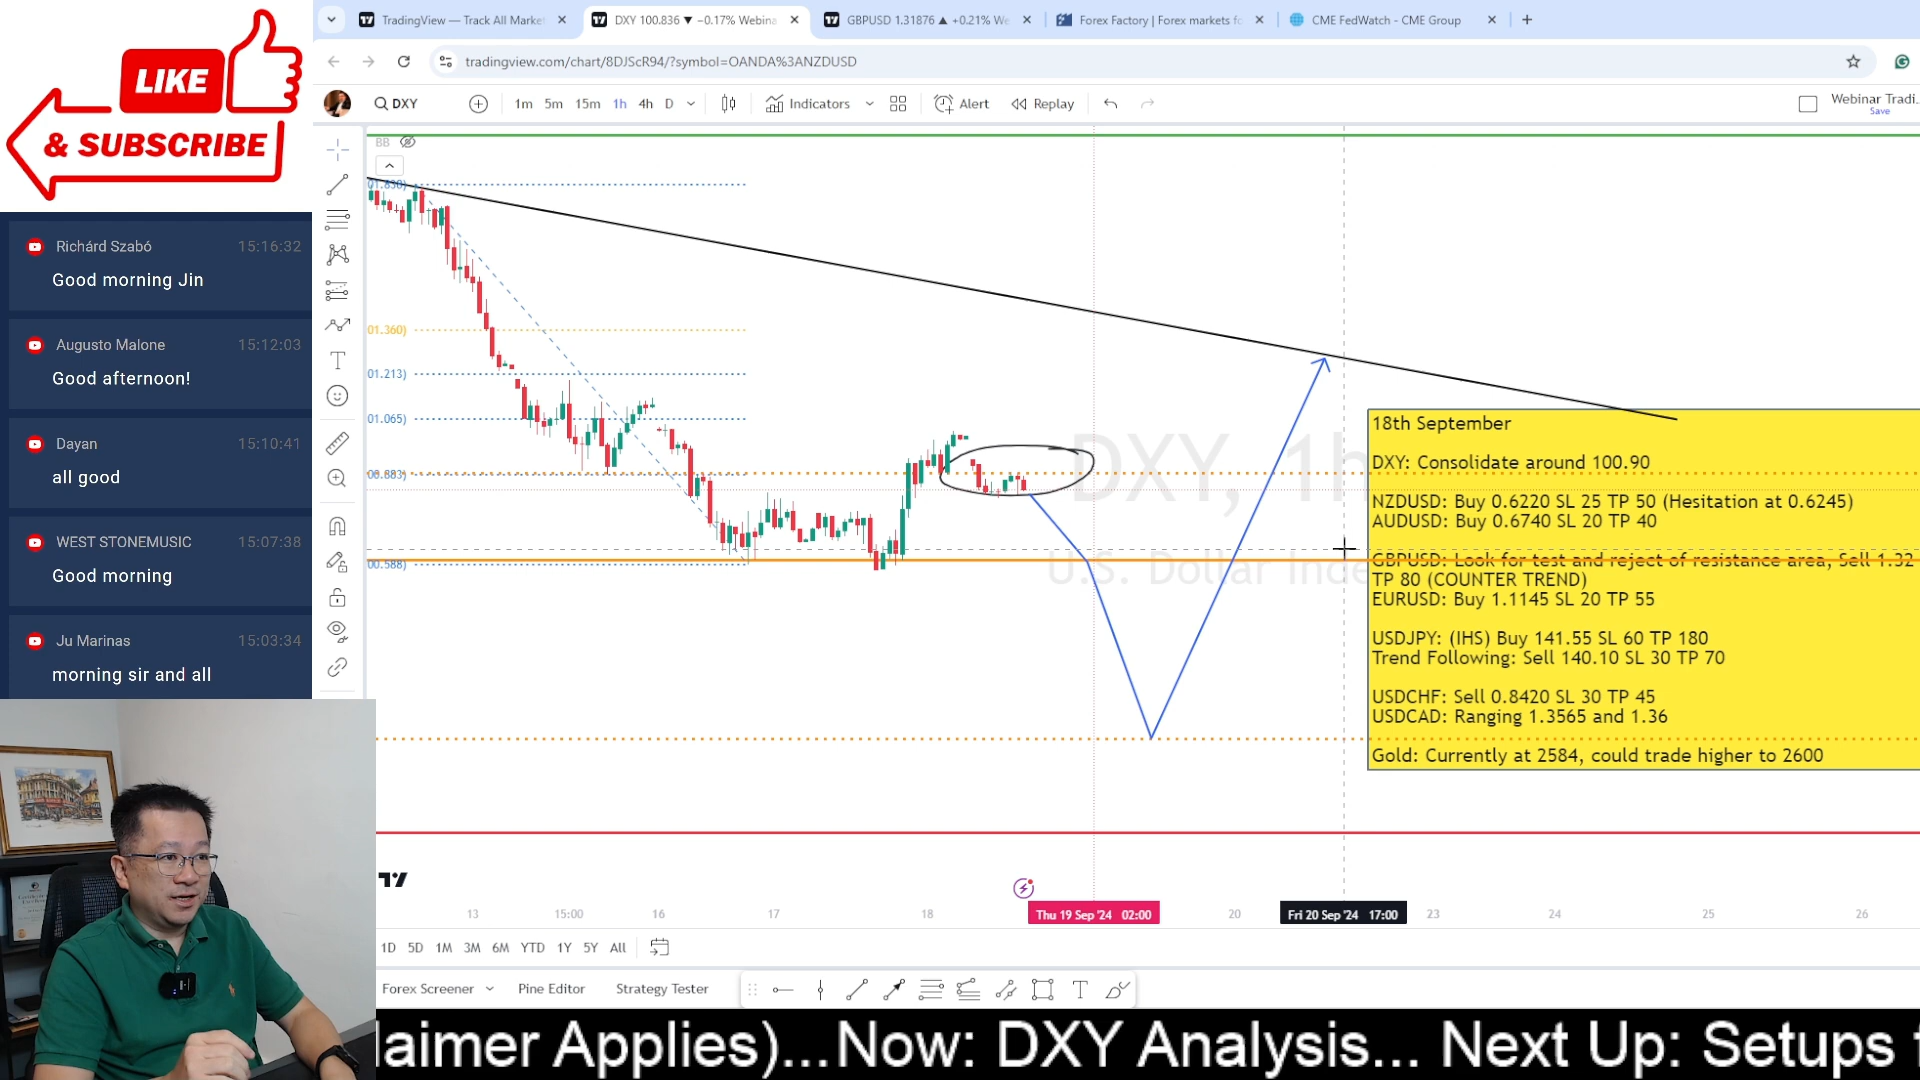 LIKE
& SUBSCRIBE
Richárd Szabó 15:16:32
Good morning Jin
Augusto Malone 15:12:03
Good afternoon!
Dayan 15:10:41
all good
WEST STONEMUSIC 15:07:38
Good morning
Ju Marinas 15:03:34
morning sir and all
TradingView — Track All Marke
DXY 100.836 ▼ −0.17% Webina
GBPUSD 1.31876 ▲ +0.21% We
Forex Factory | Forex markets fo
CME FedWatch - CME Group
tradingview.com/chart/8DJScR94/?symbol=OANDA%3ANZDUSD
DXY
1m 5m 15m 1h 4h D
Indicators
Alert
Replay
Webinar Tradi...
Save
BB
01.838)
01.360)
01.213)
01.065)
00.883)
00.588)
DXY, 1h
U.S. Dollar Inde
18th September
DXY: Consolidate around 100.90
NZDUSD: Buy 0.6220 SL 25 TP 50 (Hesitation at 0.6245)
AUDUSD: Buy 0.6740 SL 20 TP 40
GBPUSD: Look for test and reject of resistance area, Sell 1.32
TP 80 (COUNTER TREND)
EURUSD: Buy 1.1145 SL 20 TP 55
USDJPY: (IHS) Buy 141.55 SL 60 TP 180
Trend Following: Sell 140.10 SL 30 TP 70
USDCHF: Sell 0.8420 SL 30 TP 45
USDCAD: Ranging 1.3565 and 1.36
Gold: Currently at 2584, could trade higher to 2600
13 15:00 16 17 18 Thu 19 Sep '24 02:00 20 Fri 20 Sep '24 17:00 23 24 25 26
1D 5D 1M 3M 6M YTD 1Y 5Y All
Forex Screener Pine Editor Strategy Tester
laimer Applies)...Now: DXY Analysis... Next Up: Setups f